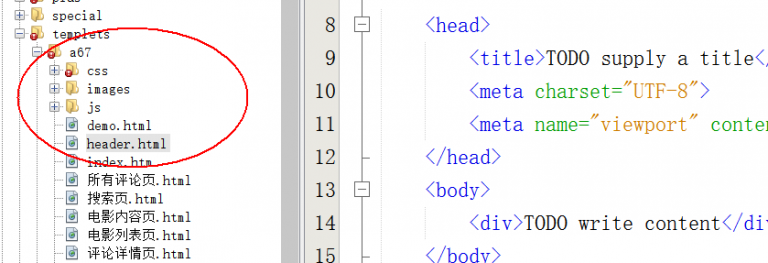 plus
special
templets
a67
css
images
js
demo.html
header.html
index.htm
所有评论页.html
搜索页.html
电影内容页.html
电影列表页.html
评论详情页.html
8 <head>
9 <title>TODO supply a title</
10 <meta charset="UTF-8">
11 <meta name="viewport" conten
12 </head>
13 <body>
14 <div>TODO write content</div
15 </body>